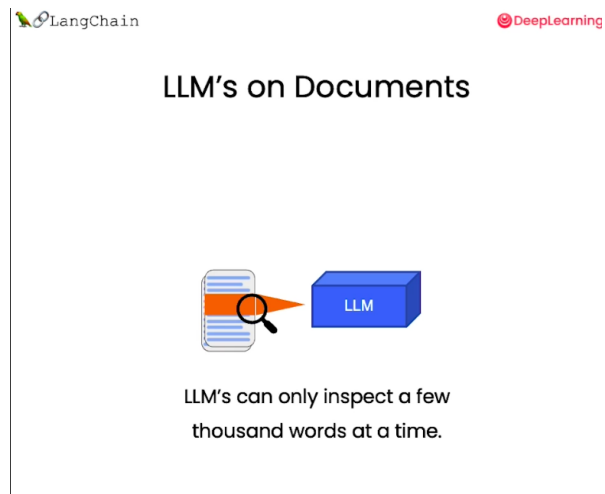 LangChain
DeepLearning
LLM's on Documents
LLM
LLM's can only inspect a few
thousand words at a time.